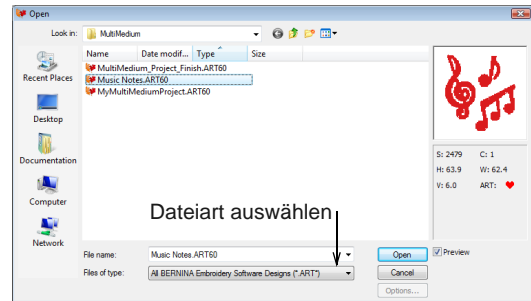 Open
Look in:
MultiMedium
Name
Date modif...
Type
Size
MultiMedium_Project_Finish.ART60
Music Notes.ART60
MyMultiMediumProject.ART60
Recent Places
Desktop
Documentation
Computer
Network
S: 2479 C: 1
H: 63.9 W: 62.4
V: 6.0 ART:
Dateiart auswählen
File name: Music Notes.ART60 Open Preview
Files of type: All BERNINA Embroidery Software Designs (*.ART*) Cancel
Options...